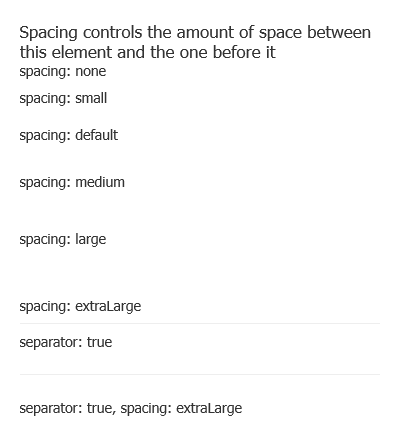 Spacing controls the amount of space between
this element and the one before it
spacing: none
spacing: small
spacing: default
spacing: medium
spacing: large
spacing: extraLarge
separator: true
separator: true, spacing: extraLarge